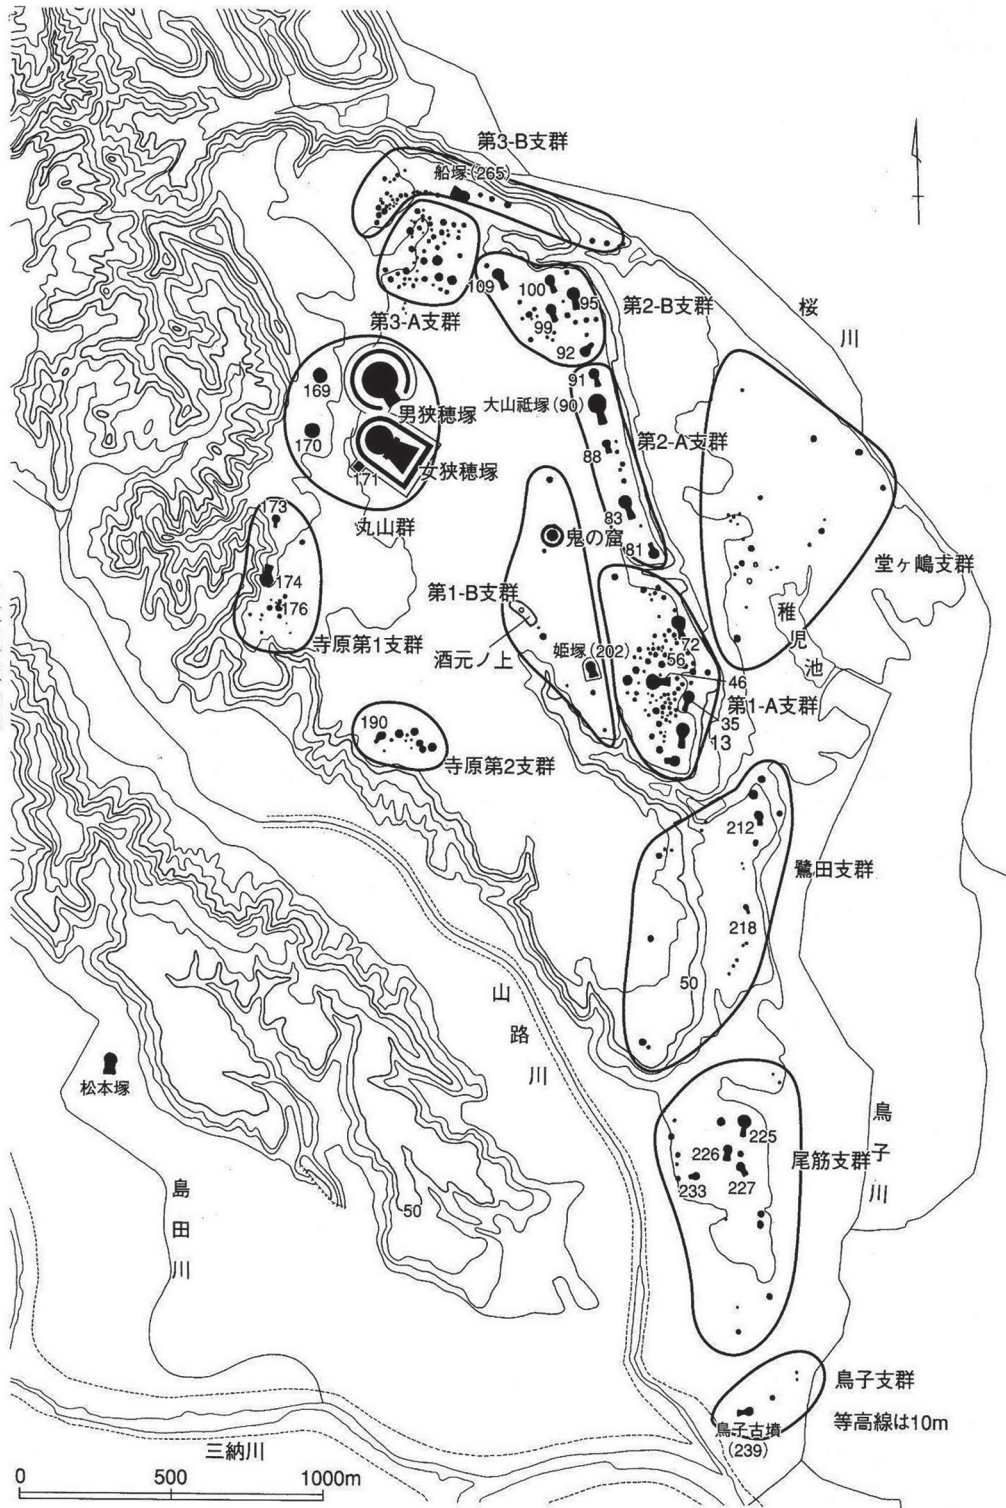 第3-B支群
船塚(265)
109
100
95
99
92
第2-B支群
第3-A支群
桜川
169
170
171
男狭穂塚
女狭穂塚
丸山群
91
大山祇塚(90)
88
第2-A支群
83
81
173
174
176
寺原第1支群
鬼の窟
第1-B支群
酒元ノ上
姫塚(202)
堂ヶ嶋支群
稚児池
72
56
46
第1-A支群
35
13
190
寺原第2支群
212
鷺田支群
218
50
山路川
松本塚
島田川
50
225
226
227
233
尾筋支群
鳥子川
鳥子支群
鳥子古墳
(239)
等高線は10m
三納川
0 500 1000m